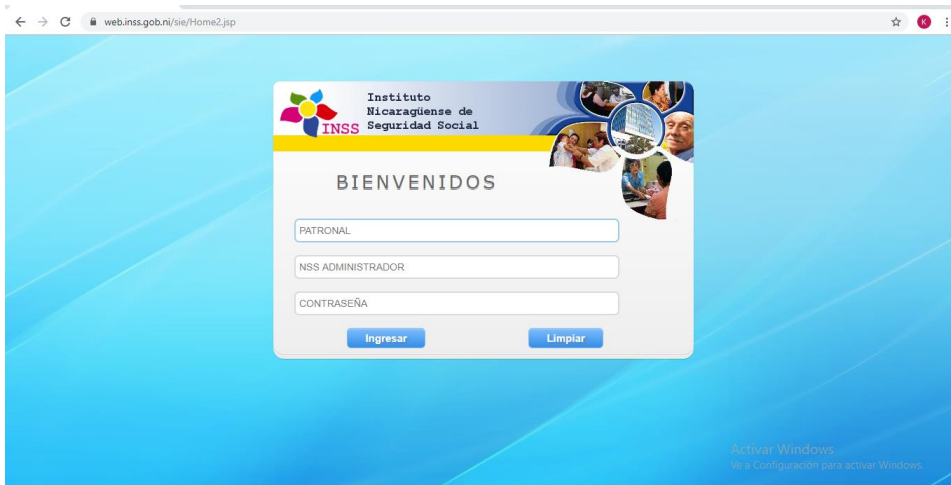 web.inss.gob.ni/sie/Home2.jsp
K
Instituto
Nicaragüense de
Seguridad Social
INSS
BIENVENIDOS
PATRONAL
NSS ADMINISTRADOR
CONTRASEÑA
Ingresar Limpiar
Activar Windows
Ve a Configuración para activar Windows.